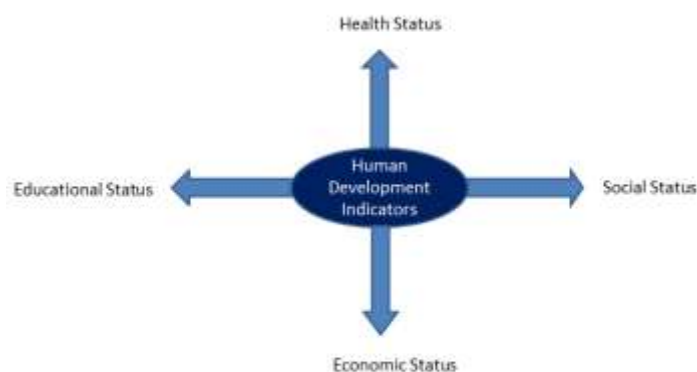 Health Status
Human
Development
Indicators
Educational Status
Social Status
Economic Status